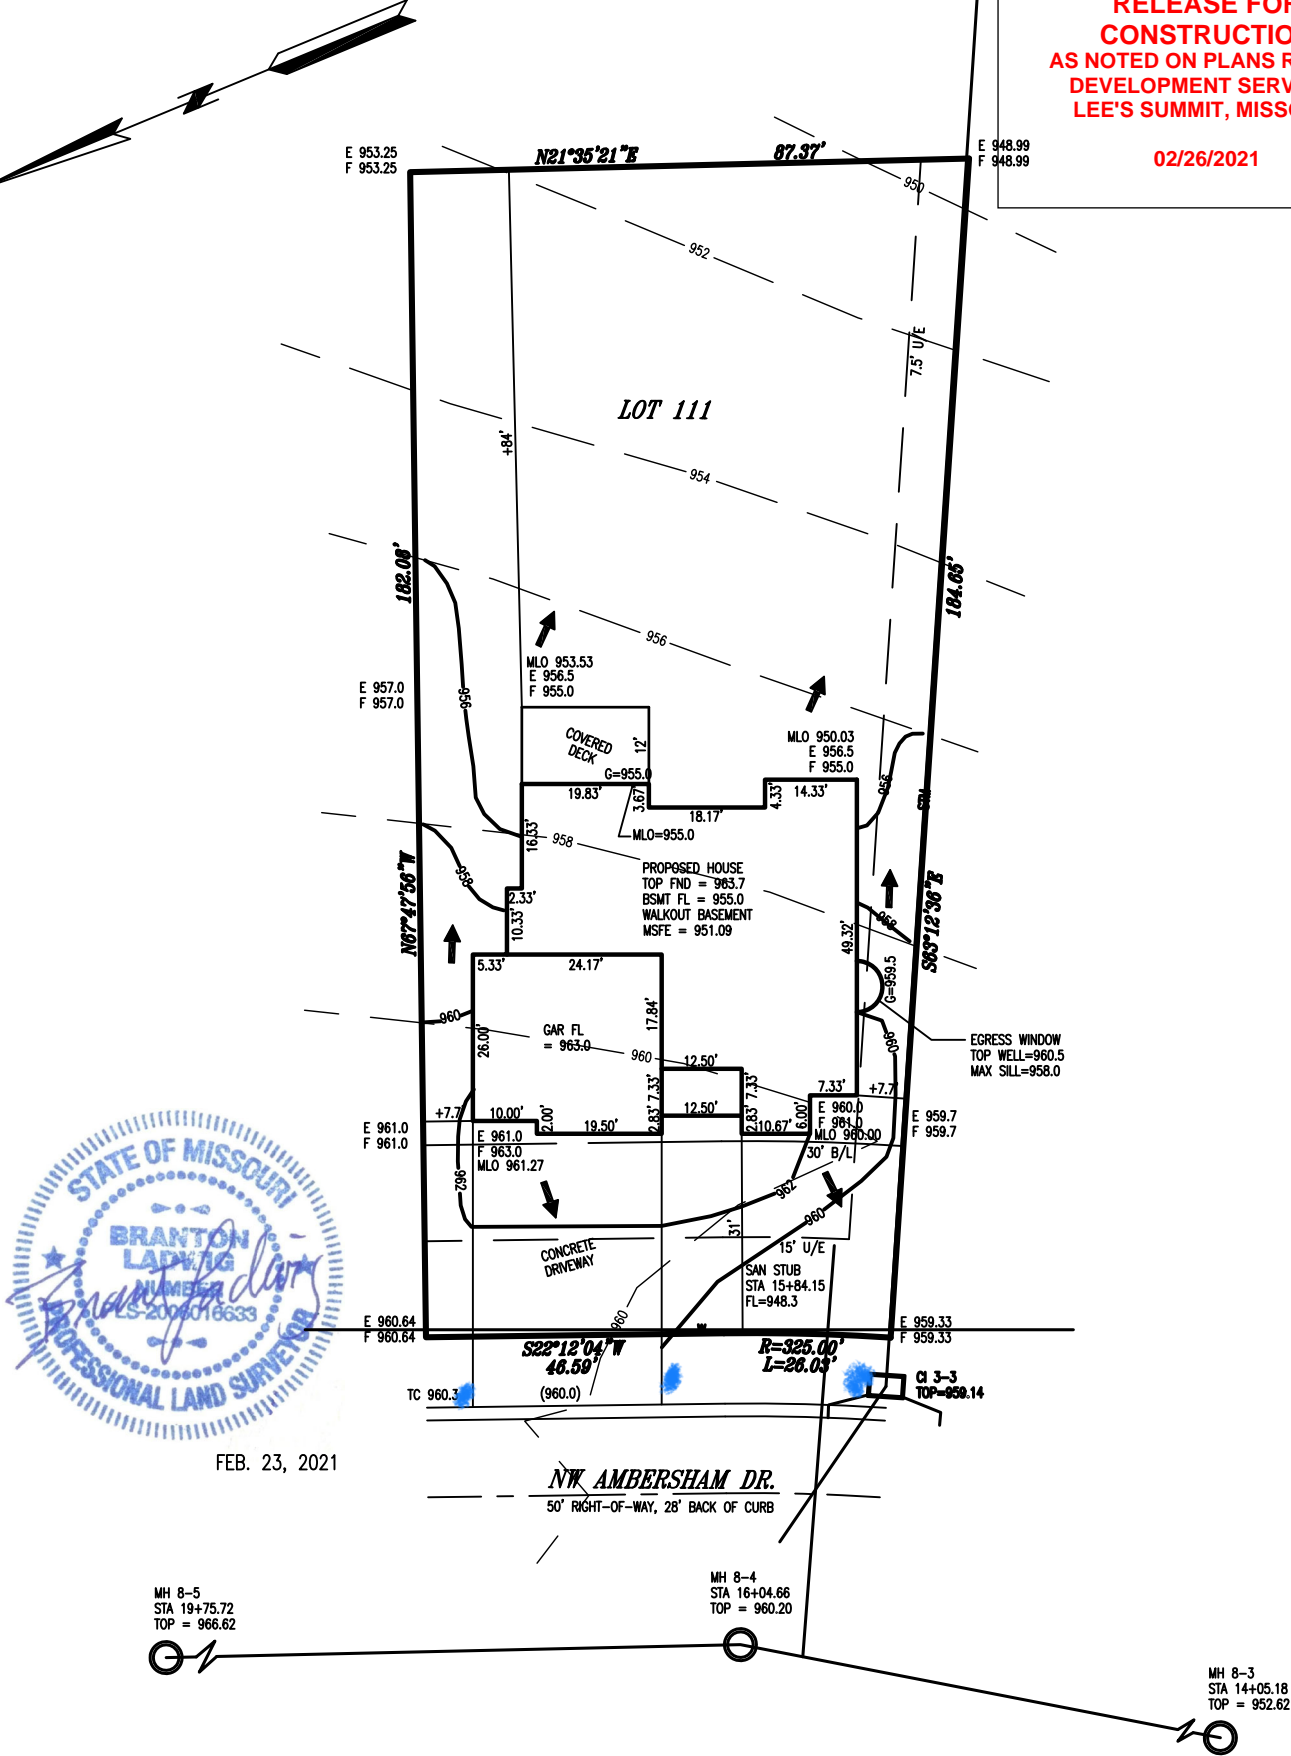 RELEASE FOR
CONSTRUCTIO
AS NOTED ON PLANS R
DEVELOPMENT SERV
LEE'S SUMMIT, MISSO
02/26/2021
E 953.25
F 953.25
N21°35'21"E
87.37'
E 948.99
F 948.99
950
952
7.5' U/E
LOT 111
+84'
954
182.08'
184.65'
956
MLO 953.53
E 956.5
F 955.0
E 957.0
F 957.0
956
COVERED
DECK
12'
G=955.0
MLO 950.03
E 956.5
F 955.0
956
19.83'
3.67'
18.17'
4.33'
14.33'
MLO=955.0
16.33'
958
958
N67°47'56"W
2.33'
10.33'
PROPOSED HOUSE
TOP FND = 963.7
BSMT FL = 955.0
WALKOUT BASEMENT
MSFE = 951.09
49.32'
958
S63°12'36"E
G=959.5
5.33'
24.17'
17.84'
960
26.00'
GAR FL
= 963.0
960
960
EGRESS WINDOW
TOP WELL=960.5
MAX SILL=958.0
12.50'
7.33'
7.33'
7.33'
+7.7'
+7.7'
10.00'
2.00'
19.50'
2.83'
12.50'
2.83'
10.67'
6.00'
E 960.0
F 961.0
MLO 960.00
30' B/L
E 959.7
F 959.7
E 961.0
F 961.0
E 961.0
F 963.0
MLO 961.27
962
962
960
31'
15' U/E
CONCRETE
DRIVEWAY
SAN STUB
STA 15+84.15
FL=948.3
960
STATE OF MISSOURI
BRANTON
LADWIG
NUMBER
LS-2006016633
PROFESSIONAL LAND SURVEYOR
FEB. 23, 2021
E 960.64
F 960.64
E 959.33
F 959.33
S22°12'04"W
46.59'
R=325.00'
L=26.03'
TC 960.3
(960.0)
CI 3-3
TOP=959.14
NW AMBERSHAM DR.
50' RIGHT-OF-WAY, 28' BACK OF CURB
MH 8-5
STA 19+75.72
TOP = 966.62
MH 8-4
STA 16+04.66
TOP = 960.20
MH 8-3
STA 14+05.18
TOP = 952.62